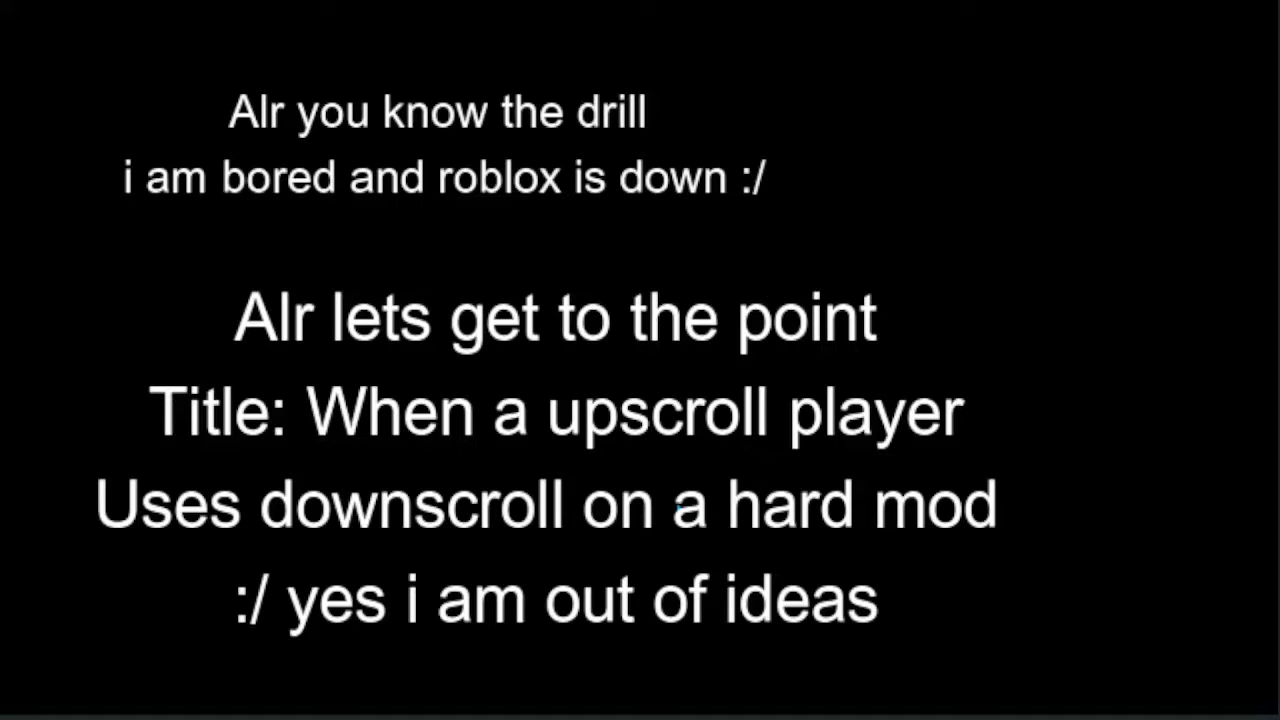 Alr you know the drill
i am bored and roblox is down :/
Alr lets get to the point
Title: When a upscroll player
Uses downscroll on a hard mod
:/ yes i am out of ideas